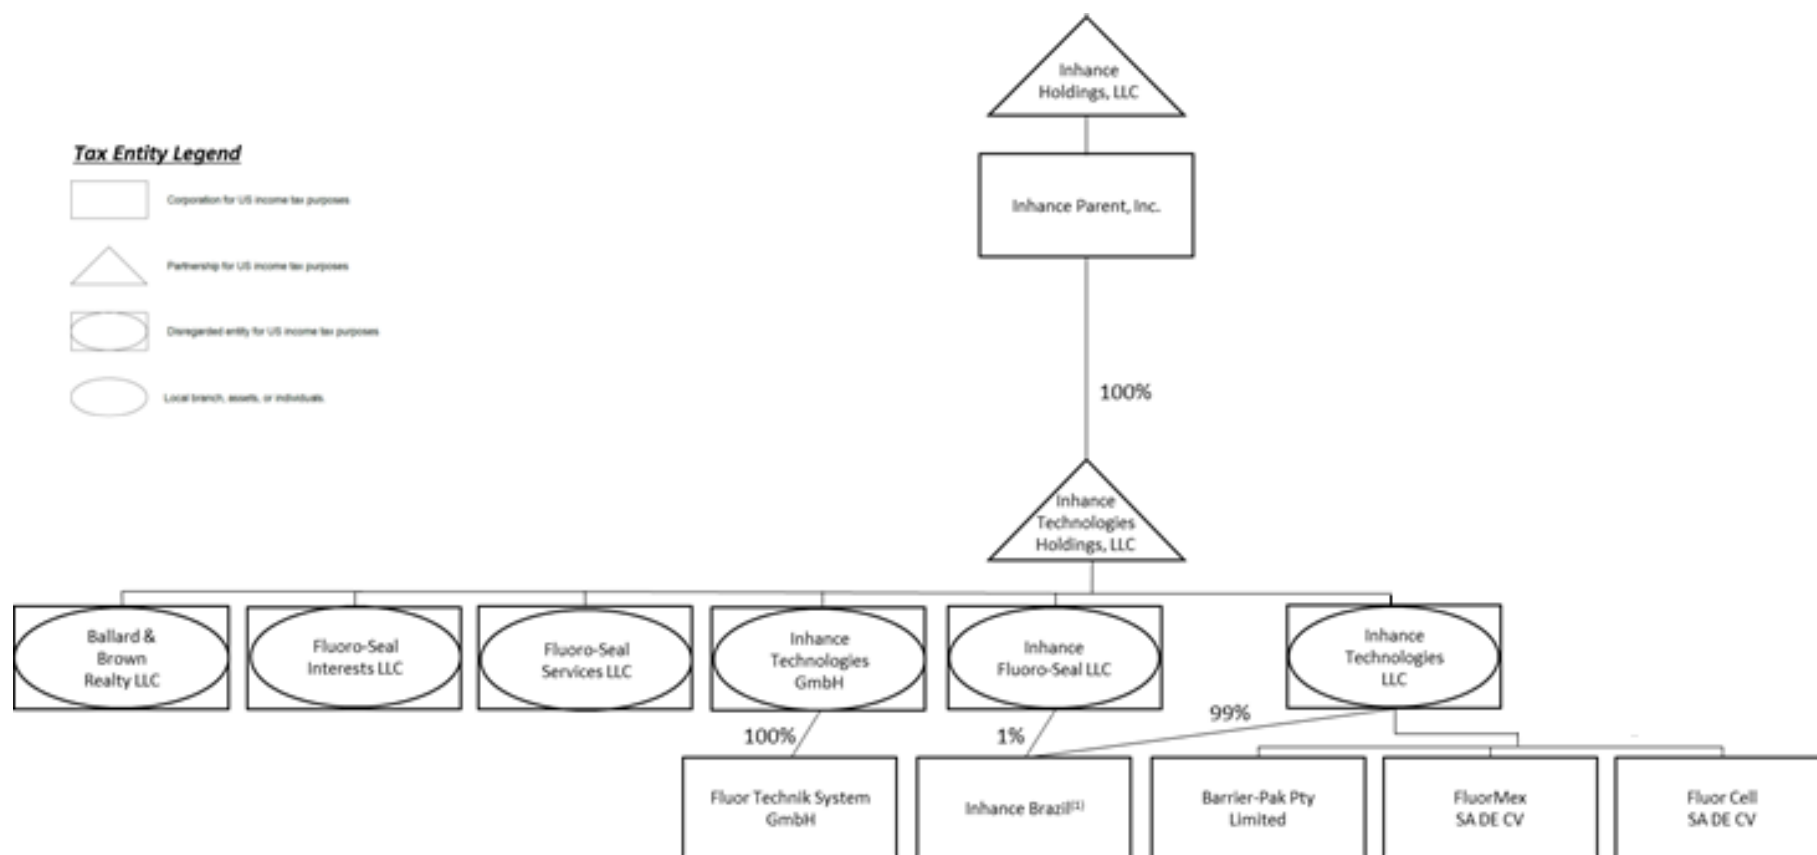 Inhance
Holdings, LLC
Tax Entity Legend
Corporation for US income tax purposes
Inhance Parent, Inc.
Partnership for US income tax purposes
Disregarded entity for US income tax purposes
Local branch, assets, or individuals.
100%
Inhance
Technologies
Holdings, LLC
Ballard &
Brown
Realty LLC
Fluoro-Seal
Interests LLC
Fluoro-Seal
Services LLC
Inhance
Technologies
GmbH
Inhance
Fluoro-Seal LLC
Inhance
Technologies
LLC
100%
1%
99%
Fluor Technik System
GmbH
Inhance Brazil(1)
Barrier-Pak Pty
Limited
FluorMex
SA DE CV
Fluor Cell
SA DE CV